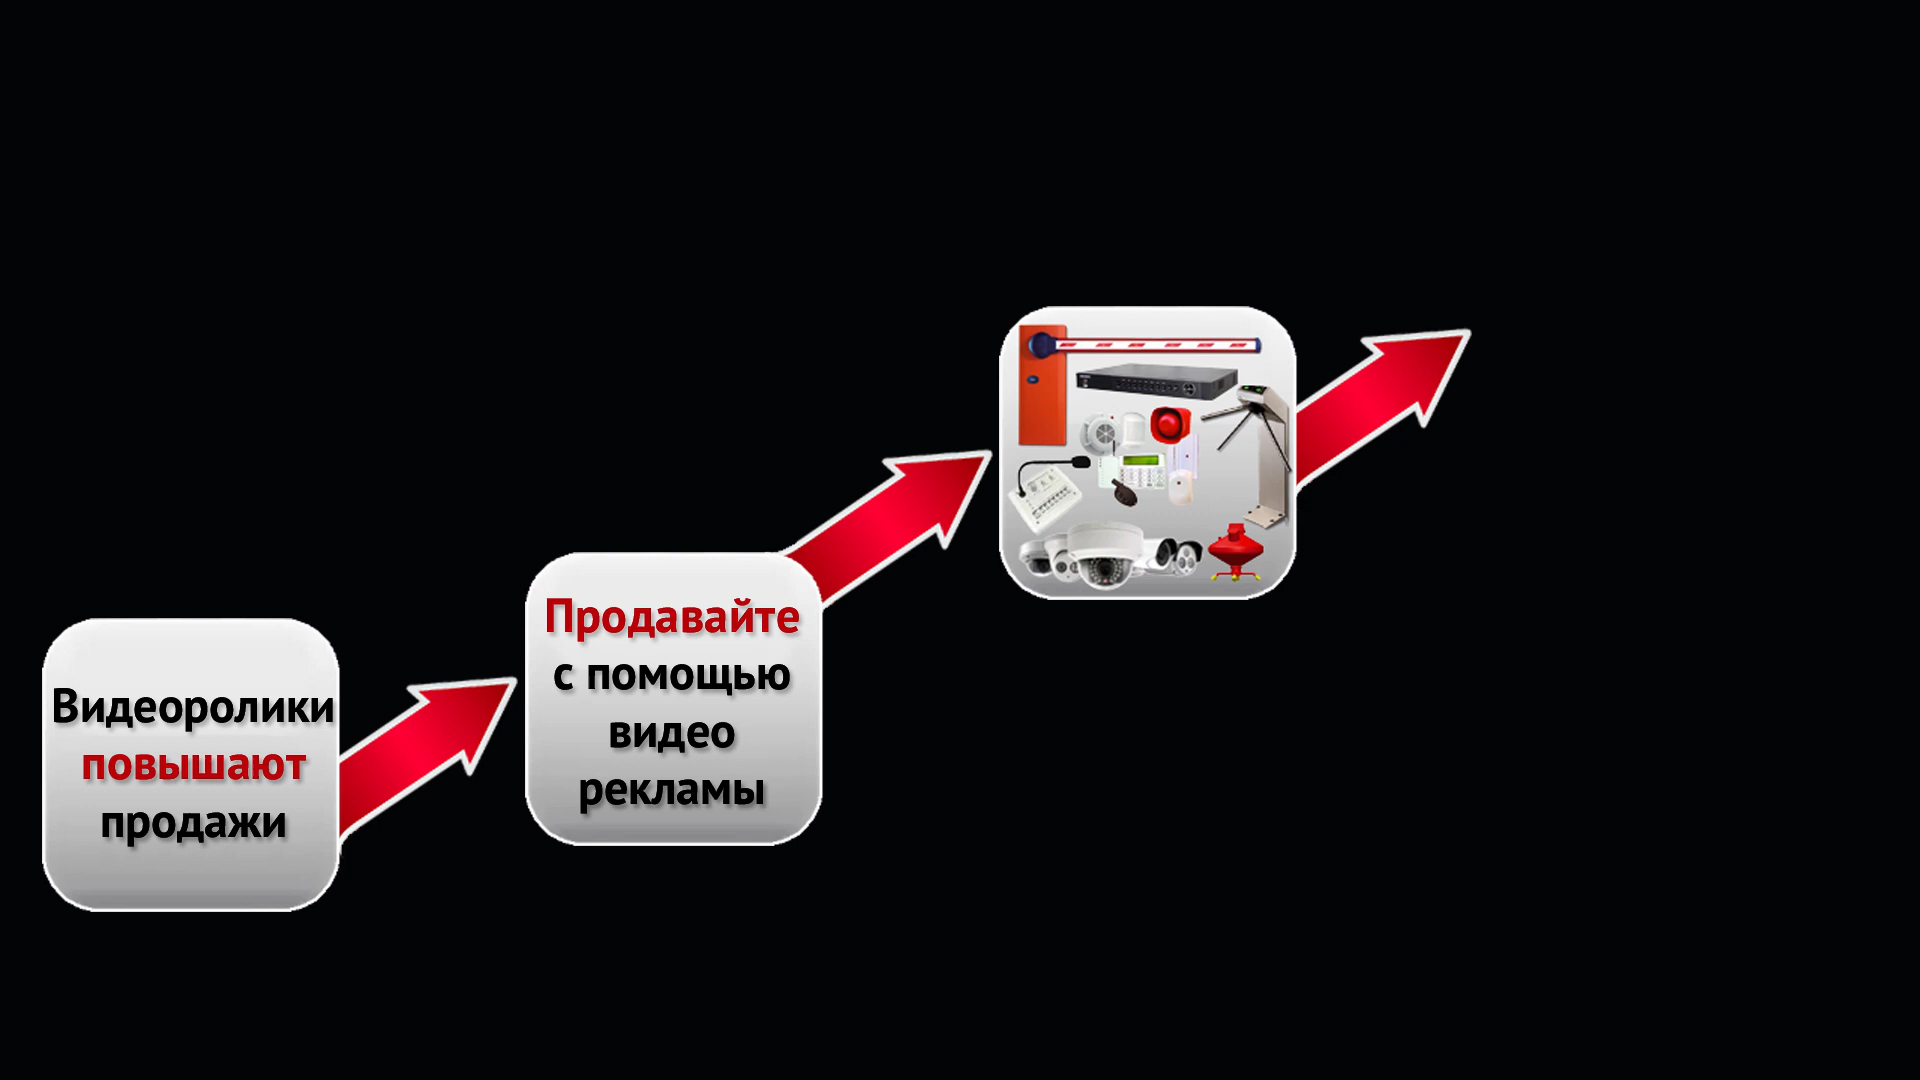 Видеоролики
повышают
продажи
Продавайте
с помощью
видео
рекламы